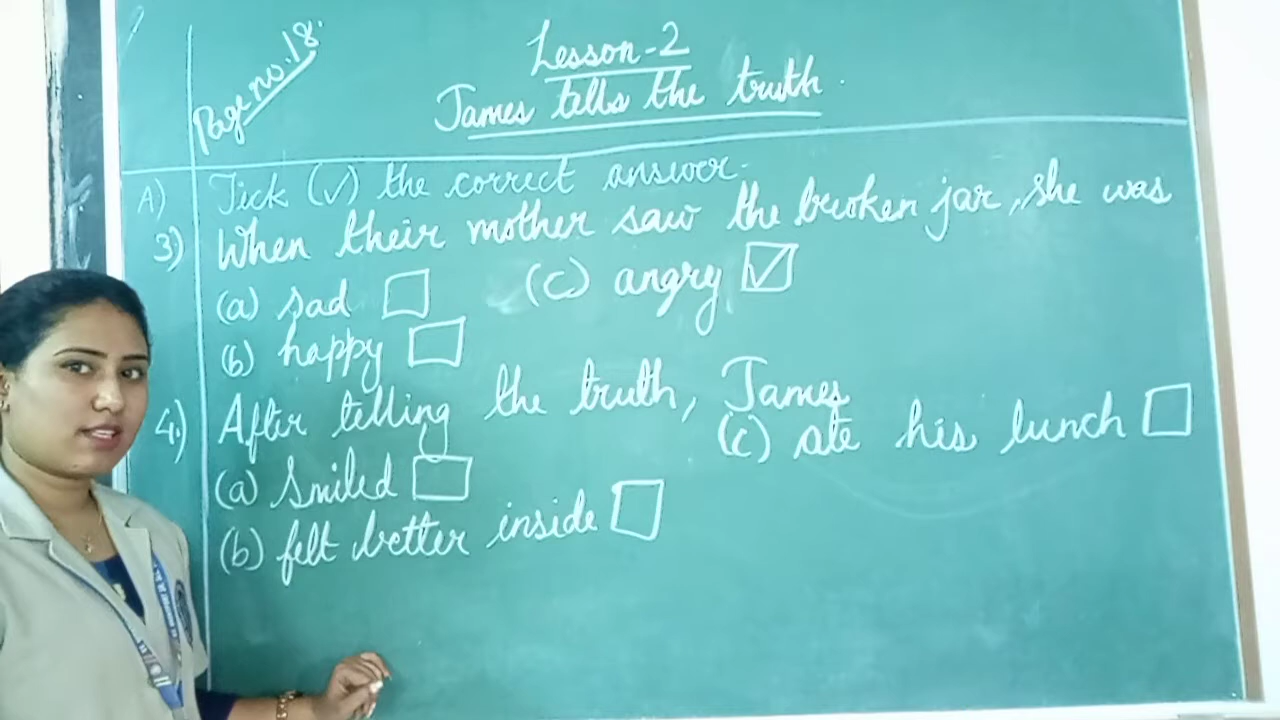 Page no. 18.
Lesson-2
James tells the truth.
A) Tick (✓) the correct answer.
3) When their mother saw the broken jar, she was
(a) sad ☐ (c) angry ☑
(b) happy ☐
4.) After telling the truth, James
(a) smiled ☐ (c) ate his lunch ☐
(b) felt better inside ☐